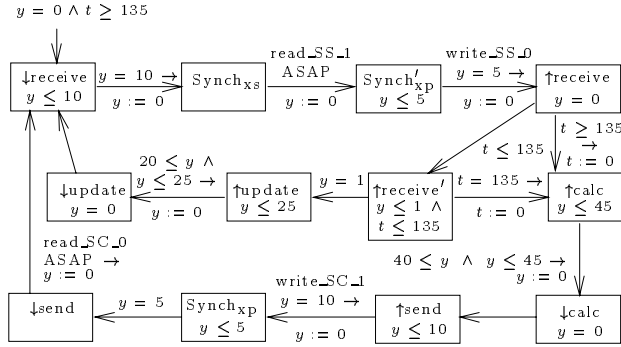 y = 0 ∧ t ≥ 135
↓receive
y ≤ 10
y = 10 →
y := 0
Synch_xs
read_SS_1
ASAP
y := 0
Synch′_xp
y ≤ 5
write_SS_0
y = 5 →
y := 0
↑receive
y = 0
t ≤ 135
t ≥ 135
→
t := 0
↓update
y = 0
20 ≤ y ∧
y ≤ 25 →
y := 0
↑update
y ≤ 25
y = 1
↑receive′
y ≤ 1 ∧
t ≤ 135
t = 135 →
t := 0
↑calc
y ≤ 45
read_SC_0
ASAP →
y := 0
40 ≤ y ∧ y ≤ 45 →
y := 0
↓send
y = 5
Synch_xp
y ≤ 5
write_SC_1
y = 10 →
y := 0
↑send
y ≤ 10
↓calc
y = 0